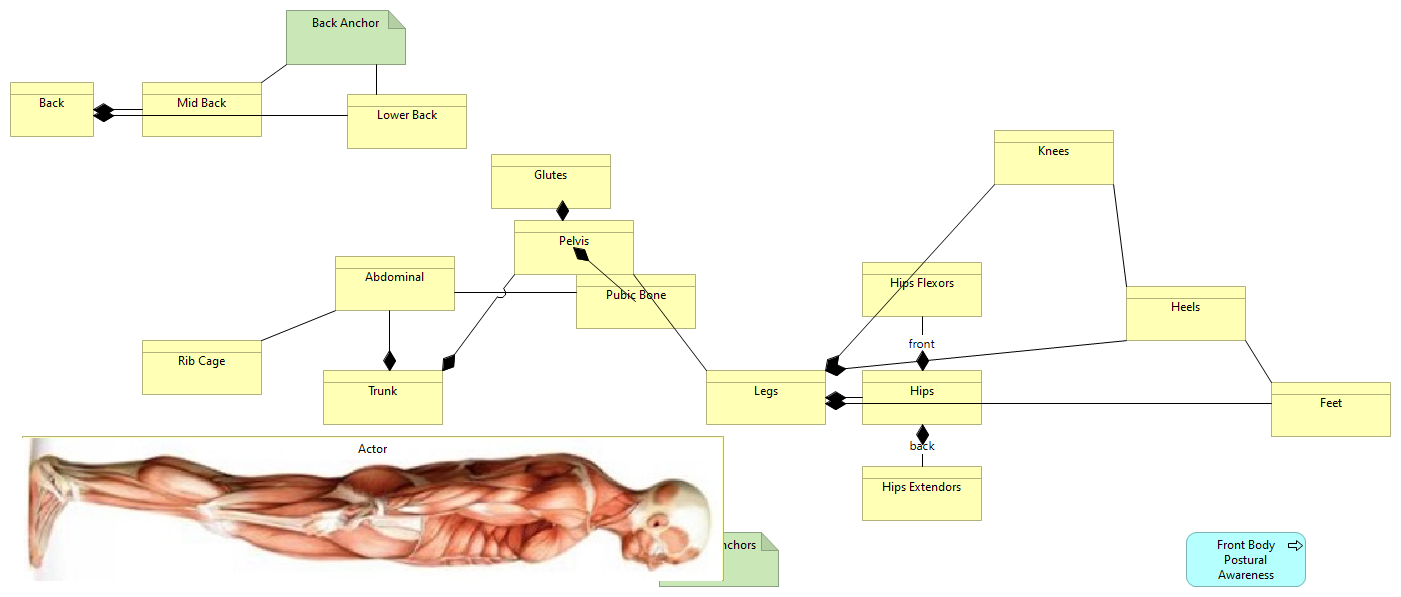 Back Anchor
Back
Mid Back
Lower Back
Knees
Glutes
Pelvis
Abdominal
Hips Flexors
Pubic Bone
Heels
front
Rib Cage
Trunk
Legs
Hips
Feet
back
Actor
Hips Extendors
nchors
Front Body
Postural
Awareness